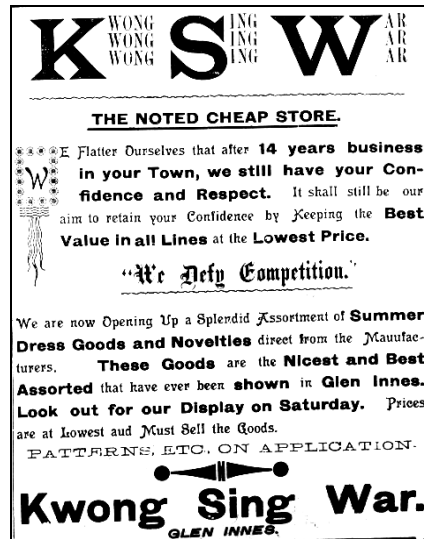 KWONG SING WAR
WONG ING AR
WONG ING AR
THE NOTED CHEAP STORE.
WE Flatter Ourselves that after 14 years business
in your Town, we still have your Con-
fidence and Respect. It shall still be our
aim to retain your Confidence by Keeping the Best
Value in all Lines at the Lowest Price.
"We Defy Competition."
We are now Opening Up a Splendid Assortment of Summer
Dress Goods and Novelties direct from the Mauufac-
turers. These Goods are the Nicest and Best
Assorted that have ever been shown in Glen Innes.
Look out for our Display on Saturday. Prices
are at Lowest aud Must Sell the Goods.
PATTERNS, ETC. ON APPLICATION.
Kwong Sing War.
GLEN INNES.